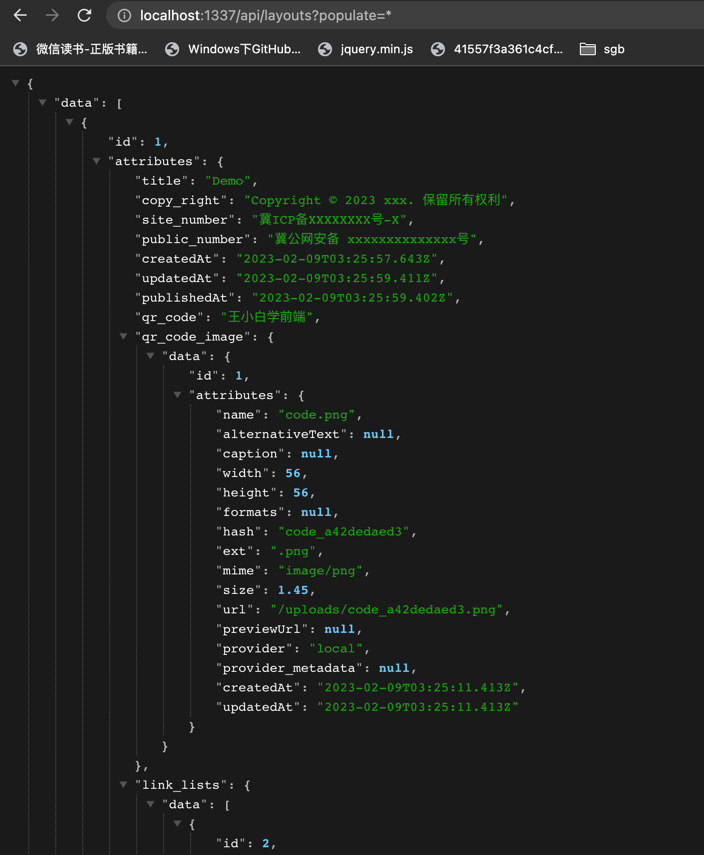 localhost:1337/api/layouts?populate=*
微信读书-正版书籍... Windows下GitHub... jquery.min.js 41557f3a361c4cf... sgb
{
"data": [
{
"id": 1,
"attributes": {
"title": "Demo",
"copy_right": "Copyright © 2023 xxx. 保留所有权利",
"site_number": "冀ICP备XXXXXXXX号-X",
"public_number": "冀公网安备 xxxxxxxxxxxxxx号",
"createdAt": "2023-02-09T03:25:57.643Z",
"updatedAt": "2023-02-09T03:25:59.411Z",
"publishedAt": "2023-02-09T03:25:59.402Z",
"qr_code": "王小白学前端",
"qr_code_image": {
"data": {
"id": 1,
"attributes": {
"name": "code.png",
"alternativeText": null,
"caption": null,
"width": 56,
"height": 56,
"formats": null,
"hash": "code_a42dedaed3",
"ext": ".png",
"mime": "image/png",
"size": 1.45,
"url": "/uploads/code_a42dedaed3.png",
"previewUrl": null,
"provider": "local",
"provider_metadata": null,
"createdAt": "2023-02-09T03:25:11.413Z",
"updatedAt": "2023-02-09T03:25:11.413Z"
}
}
},
"link_lists": {
"data": [
{
"id": 2,